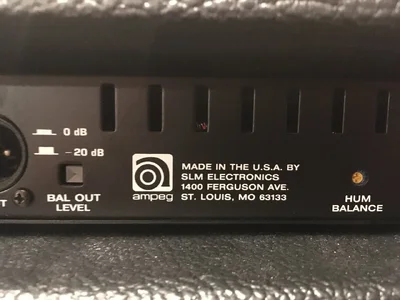 0 dB
– 20 dB
BAL OUT
LEVEL
ampeg
MADE IN THE U.S.A. BY
SLM ELECTRONICS
1400 FERGUSON AVE.
ST. LOUIS, MO 63133
HUM
BALANCE